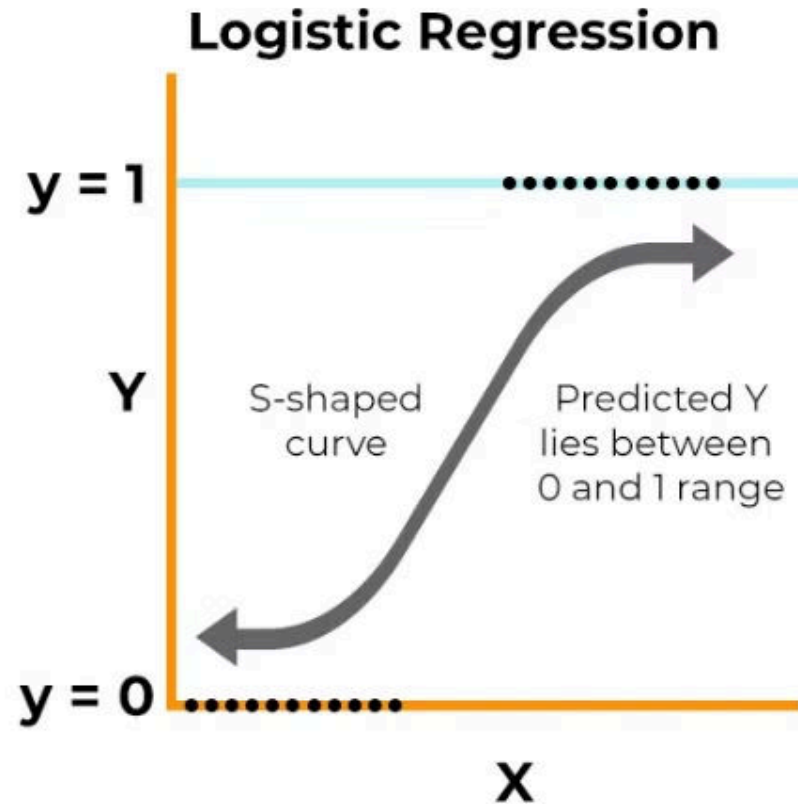 Logistic Regression
y = 1
Y
S-shaped
curve
Predicted Y
lies between
0 and 1 range
y = 0
X